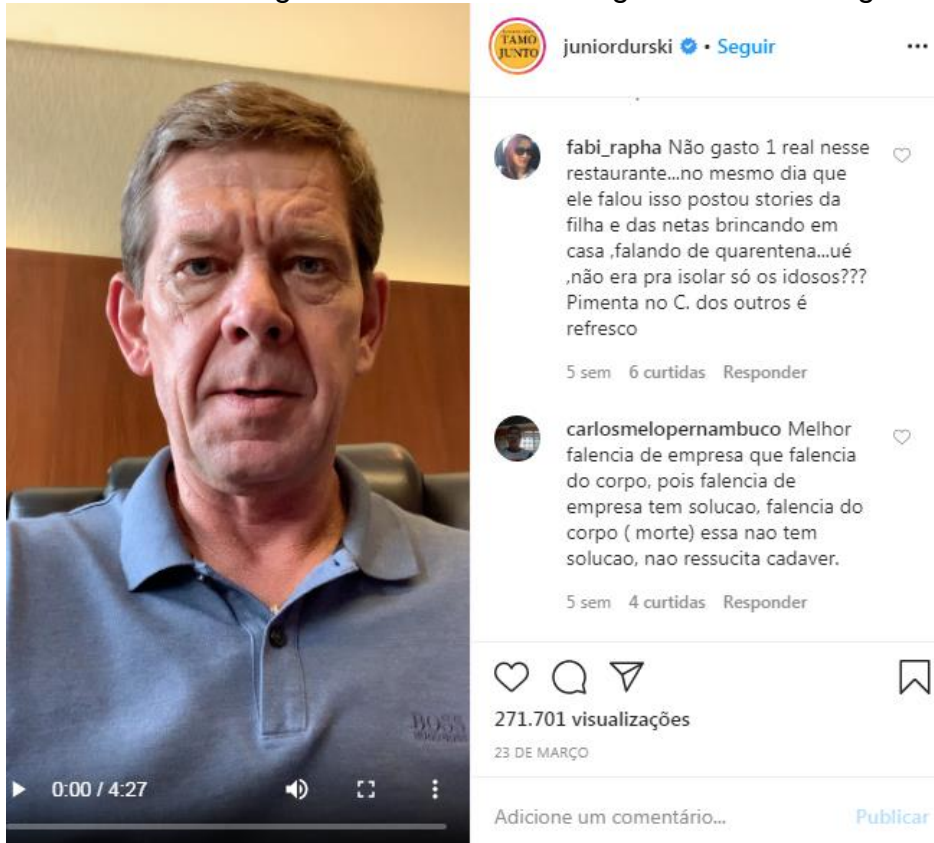 TAMO
JUNTO
juniordurski • Seguir
fabi_rapha Não gasto 1 real nesse
restaurante...no mesmo dia que
ele falou isso postou stories da
filha e das netas brincando em
casa ,falando de quarentena...ué
,não era pra isolar só os idosos???
Pimenta no C. dos outros é
refresco
5 sem 6 curtidas Responder
carlosmelopernambuco Melhor
falencia de empresa que falencia
do corpo, pois falencia de
empresa tem solucao, falencia do
corpo ( morte) essa nao tem
solucao, nao ressucita cadaver.
5 sem 4 curtidas Responder
271.701 visualizações
23 DE MARÇO
Adicione um comentário... Publicar
BOSS
0:00 / 4:27